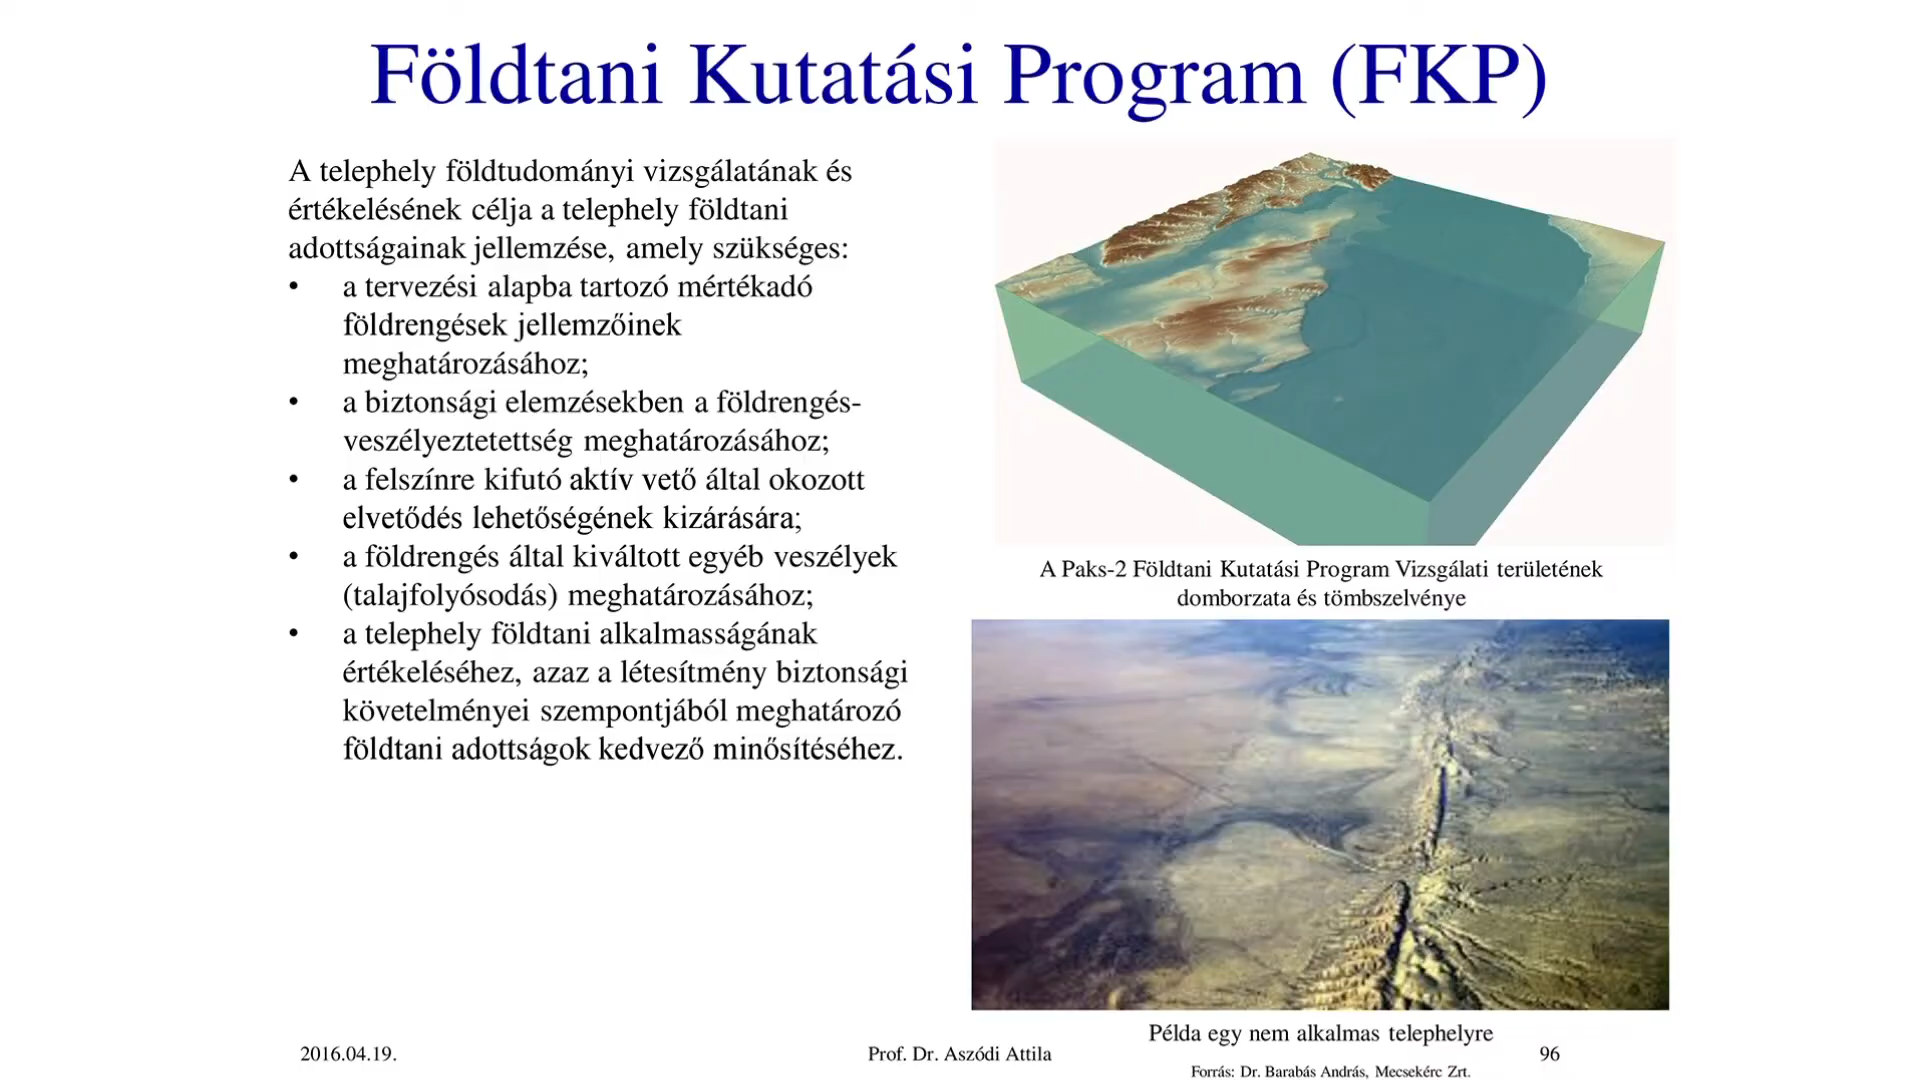 Földtani Kutatási Program (FKP)
A telephely földtudományi vizsgálatának és
értékelésének célja a telephely földtani
adottságainak jellemzése, amely szükséges:
• a tervezési alapba tartozó mértékadó
földrengések jellemzőinek
meghatározásához;
• a biztonsági elemzésekben a földrengés-
veszélyeztetettség meghatározásához;
• a felszínre kifutó aktív vető által okozott
elvetődés lehetőségének kizárására;
• a földrengés által kiváltott egyéb veszélyek
(talajfolyósodás) meghatározásához;
• a telephely földtani alkalmasságának
értékeléséhez, azaz a létesítmény biztonsági
követelményei szempontjából meghatározó
földtani adottságok kedvező minősítéséhez.
A Paks-2 Földtani Kutatási Program Vizsgálati területének
domborzata és tömbszelvénye
Példa egy nem alkalmas telephelyre
2016.04.19.
Prof. Dr. Aszódi Attila
96
Forrás: Dr. Barabás András, Mecsekérc Zrt.